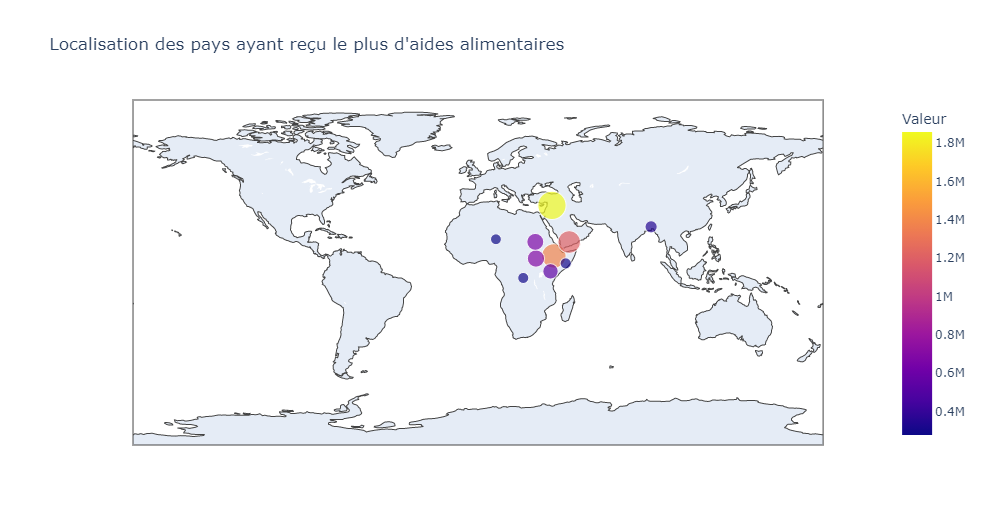 Localisation des pays ayant reçu le plus d'aides alimentaires
Valeur
1.8M
1.6M
1.4M
1.2M
1M
0.8M
0.6M
0.4M